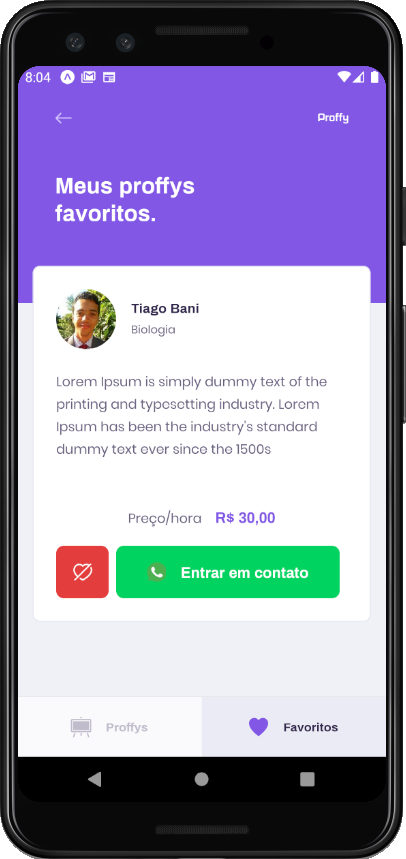 8:04
Proffy
Meus proffys
favoritos.
Tiago Bani
Biologia
Lorem Ipsum is simply dummy text of the
printing and typesetting industry. Lorem
Ipsum has been the industry's standard
dummy text ever since the 1500s
Preço/hora R$ 30,00
Entrar em contato
Proffys Favoritos